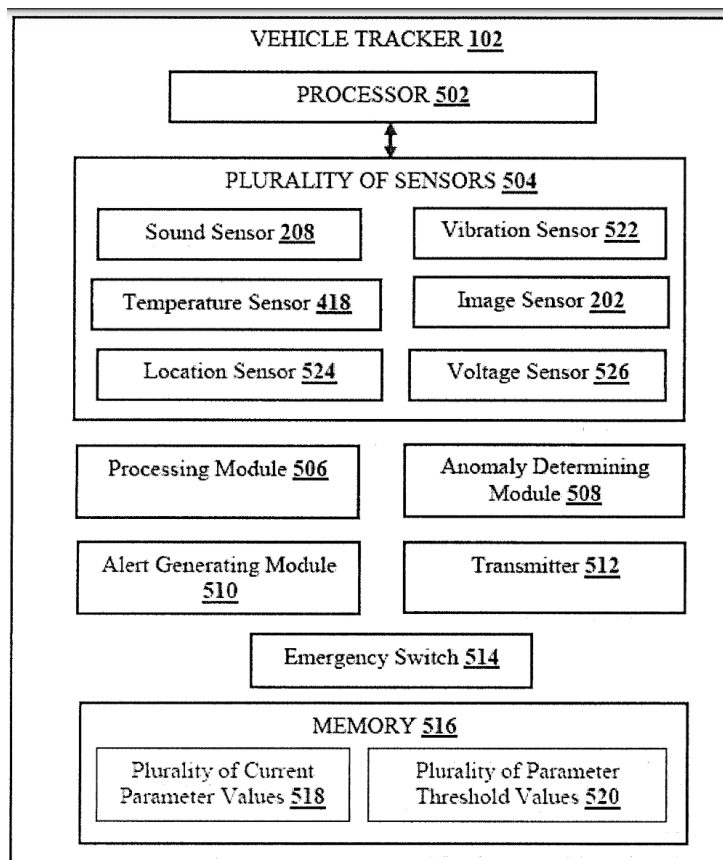 VEHICLE TRACKER 102
PROCESSOR 502
PLURALITY OF SENSORS 504
Sound Sensor 208
Vibration Sensor 522
Temperature Sensor 418
Image Sensor 202
Location Sensor 524
Voltage Sensor 526
Processing Module 506
Anomaly Determining
Module 508
Alert Generating Module
510
Transmitter 512
Emergency Switch 514
MEMORY 516
Plurality of Current
Parameter Values 518
Plurality of Parameter
Threshold Values 520